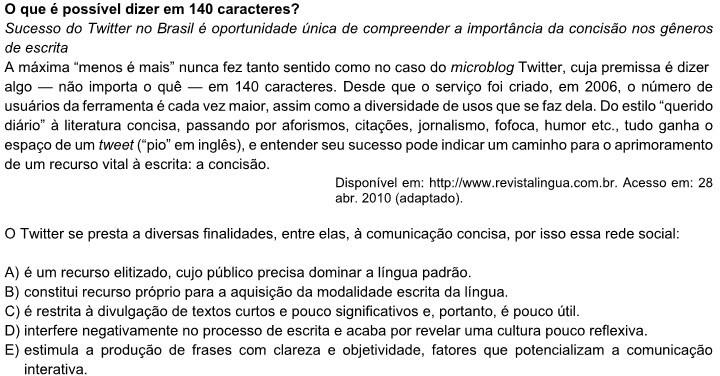 O que é possível dizer em 140 caracteres?
Sucesso do Twitter no Brasil é oportunidade única de compreender a importância da concisão nos gêneros
de escrita
A máxima “menos é mais” nunca fez tanto sentido como no caso do microblog Twitter, cuja premissa é dizer
algo — não importa o quê — em 140 caracteres. Desde que o serviço foi criado, em 2006, o número de
usuários da ferramenta é cada vez maior, assim como a diversidade de usos que se faz dela. Do estilo “querido
diário” à literatura concisa, passando por aforismos, citações, jornalismo, fofoca, humor etc., tudo ganha o
espaço de um tweet (“pio” em inglês), e entender seu sucesso pode indicar um caminho para o aprimoramento
de um recurso vital à escrita: a concisão.
Disponível em: http://www.revistalingua.com.br. Acesso em: 28
abr. 2010 (adaptado).
O Twitter se presta a diversas finalidades, entre elas, à comunicação concisa, por isso essa rede social:
A) é um recurso elitizado, cujo público precisa dominar a língua padrão.
B) constitui recurso próprio para a aquisição da modalidade escrita da língua.
C) é restrita à divulgação de textos curtos e pouco significativos e, portanto, é pouco útil.
D) interfere negativamente no processo de escrita e acaba por revelar uma cultura pouco reflexiva.
E) estimula a produção de frases com clareza e objetividade, fatores que potencializam a comunicação
interativa.